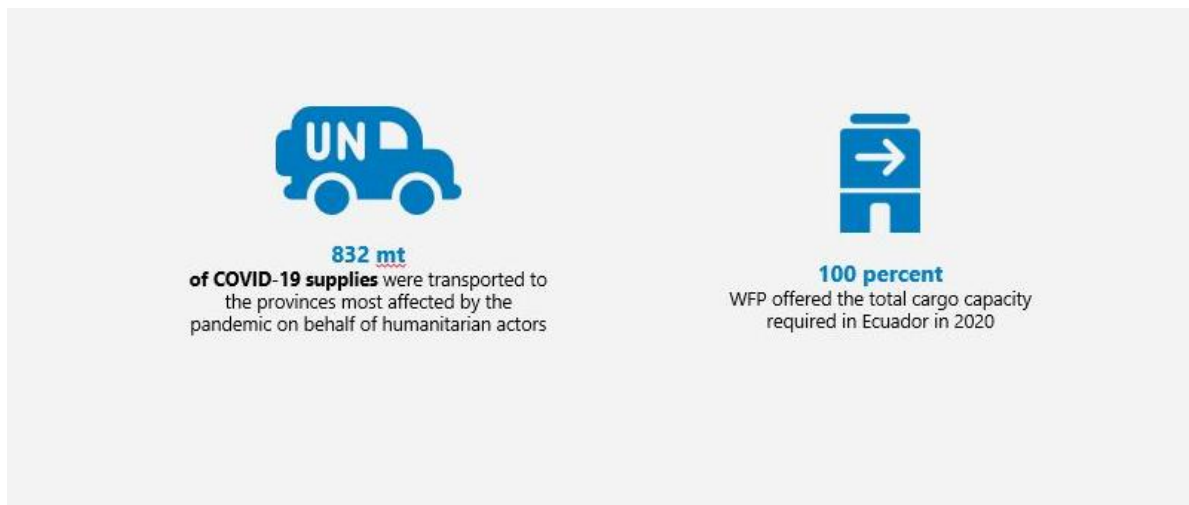 UN
832 mt
of COVID-19 supplies were transported to
the provinces most affected by the
pandemic on behalf of humanitarian actors
100 percent
WFP offered the total cargo capacity
required in Ecuador in 2020